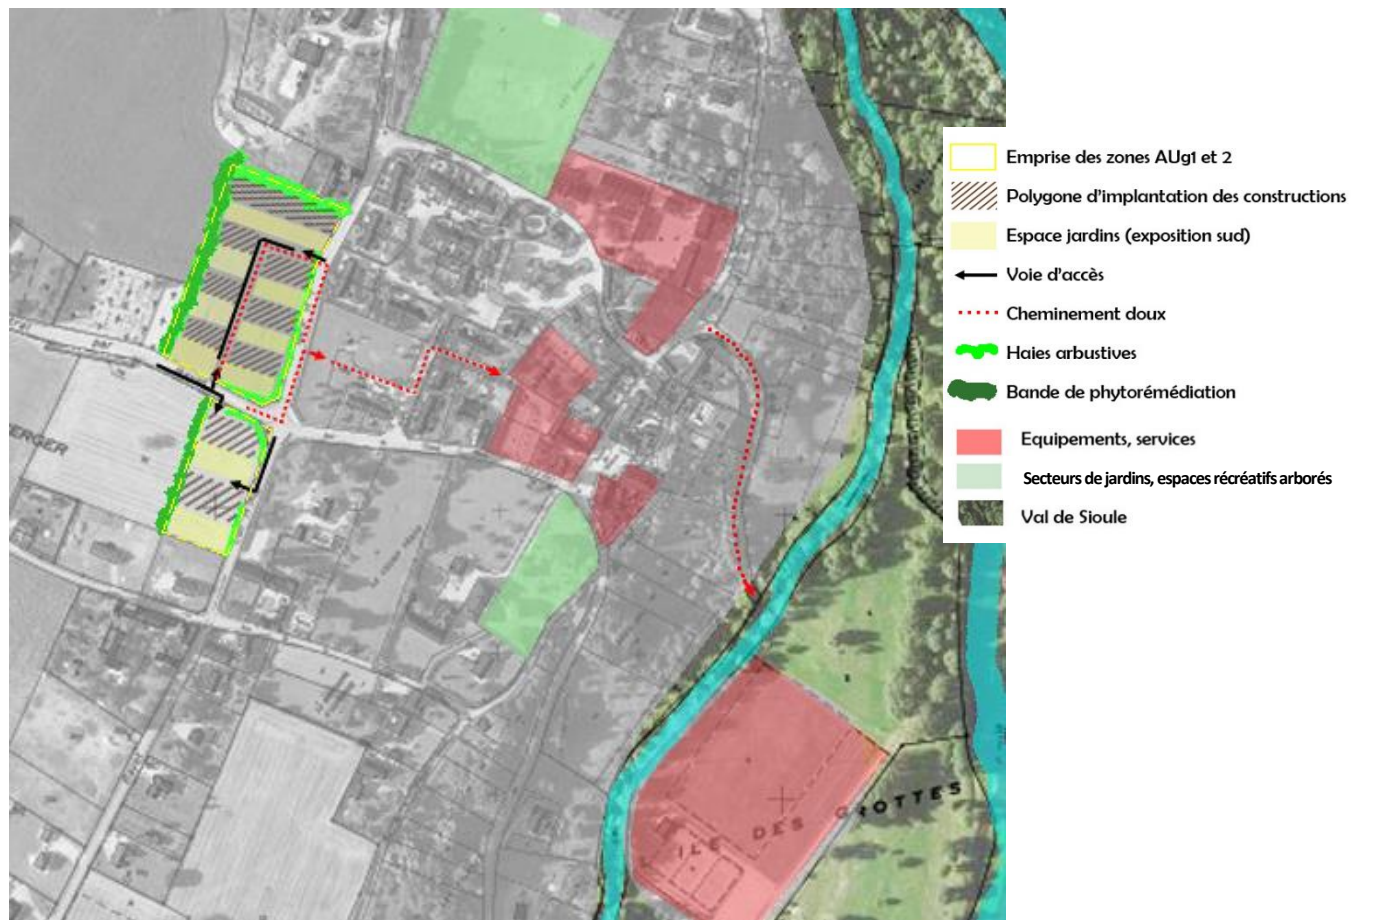 Emprise des zones AUg1 et 2
Polygone d'implantation des constructions
Espace jardins (exposition sud)
Voie d'accès
Cheminement doux
Haies arbustives
Bande de phytorémédiation
Equipements, services
Secteurs de jardins, espaces récréatifs arborés
Val de Sioule
ERGER
ILE DES GROTTES